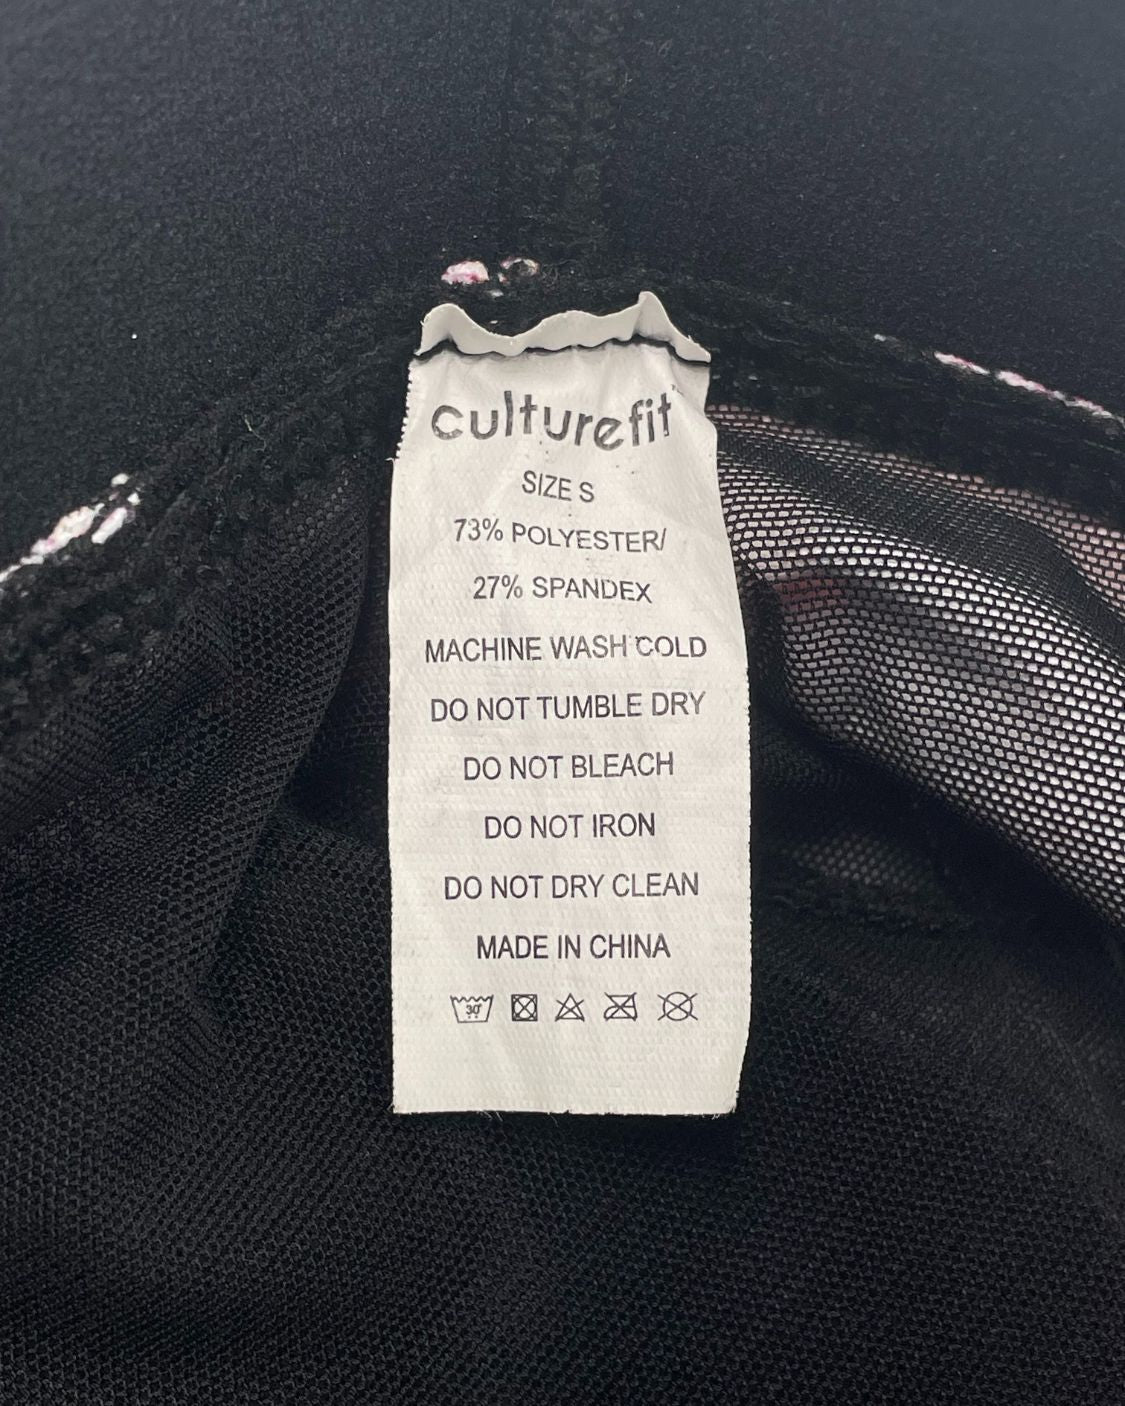 culturefit
SIZE S
73% POLYESTER/
27% SPANDEX
MACHINE WASH COLD
DO NOT TUMBLE DRY
DO NOT BLEACH
DO NOT IRON
DO NOT DRY CLEAN
MADE IN CHINA
30°